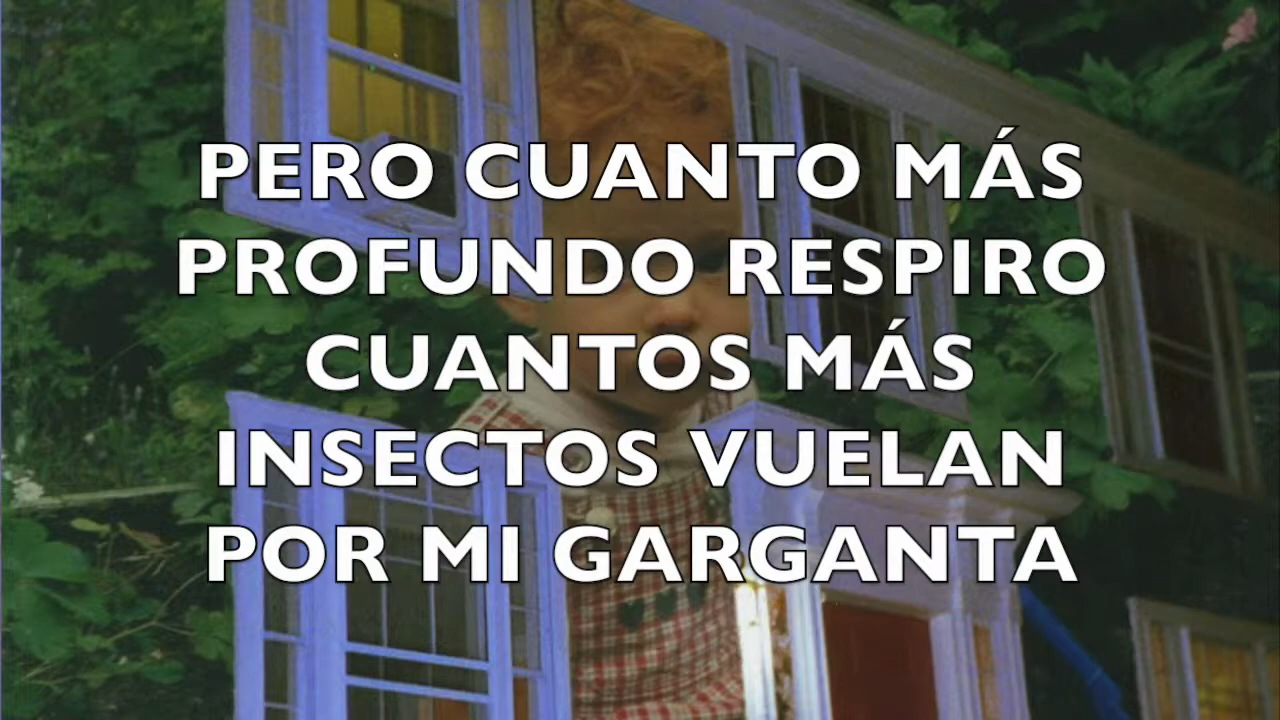 PERO CUANTO MÁS
PROFUNDO RESPIRO
CUANTOS MÁS
INSECTOS VUELAN
POR MI GARGANTA